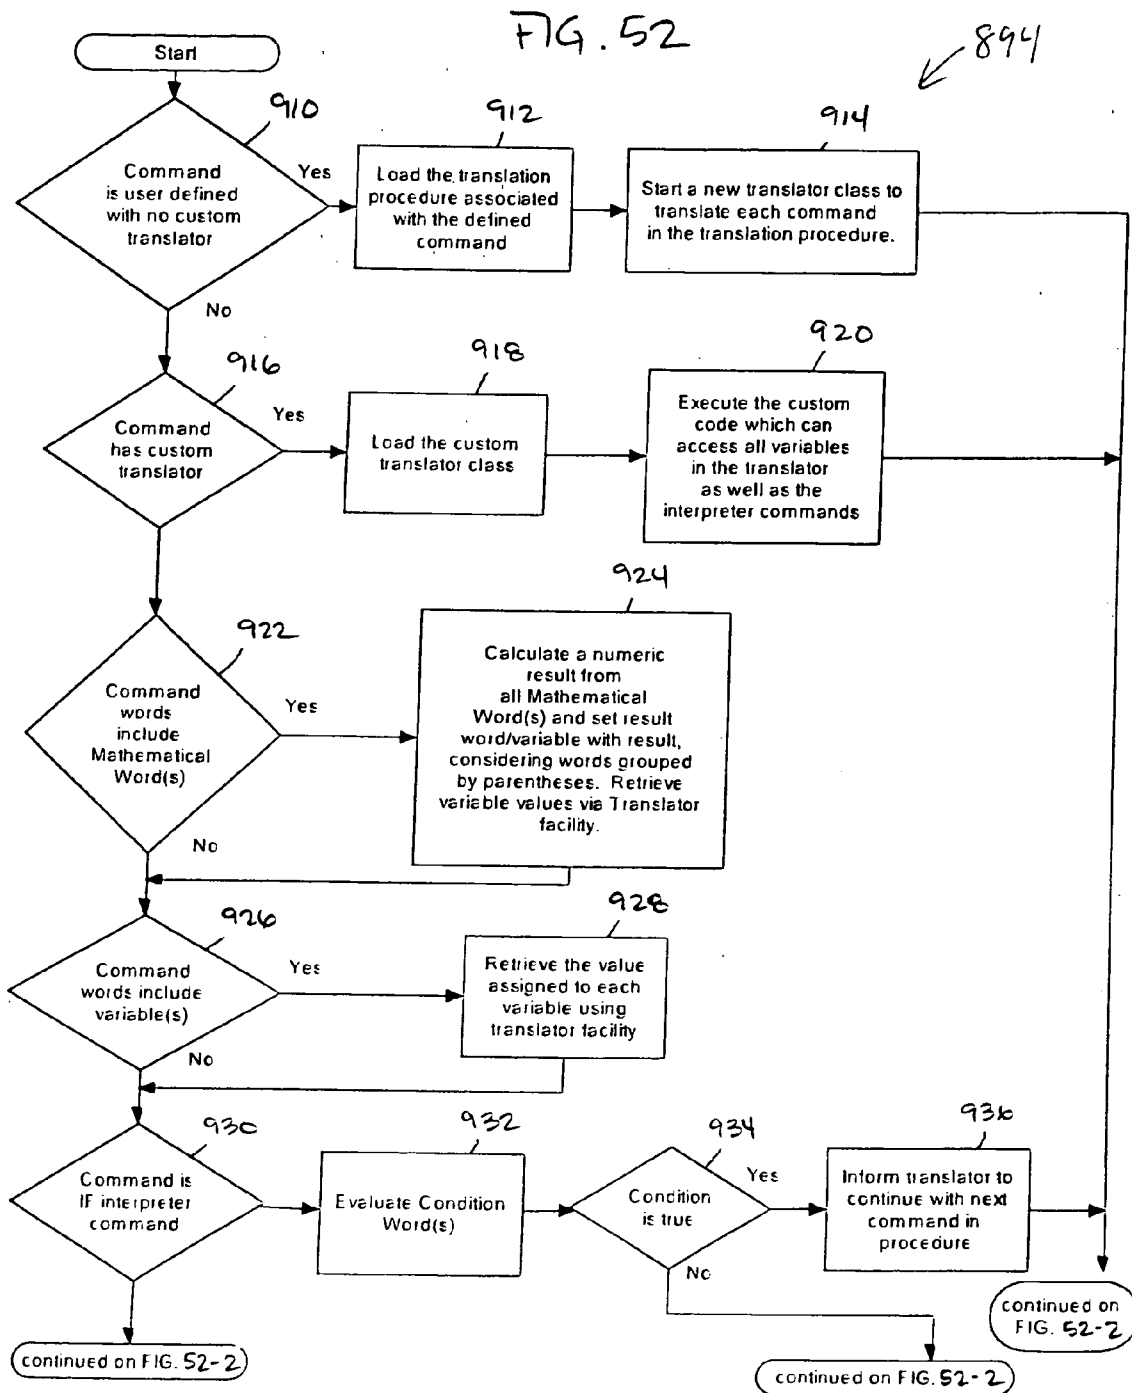 FIG. 52
894
Start
910
Command
is user defined
with no custom
translator
Yes
No
912
Load the translation
procedure associated
with the defined
command
914
Start a new translator class to
translate each command
in the translation procedure.
916
Command
has custom
translator
Yes
918
Load the custom
translator class
920
Execute the custom
code which can
access all variables
in the translator
as well as the
interpreter commands
922
Command
words
include
Mathematical
Word(s)
Yes
No
924
Calculate a numeric
result from
all Mathematical
Word(s) and set result
word/variable with result,
considering words grouped
by parentheses. Retrieve
variable values via Translator
facility.
926
Command
words include
variable(s)
Yes
No
928
Retrieve the value
assigned to each
variable using
translator facility
930
Command is
IF interpreter
command
932
Evaluate Condition
Word(s)
934
Condition
is true
Yes
No
936
Inform translator to
continue with next
command in
procedure
continued on
FIG. 52-2
continued on FIG. 52-2
continued on FIG. 52-2